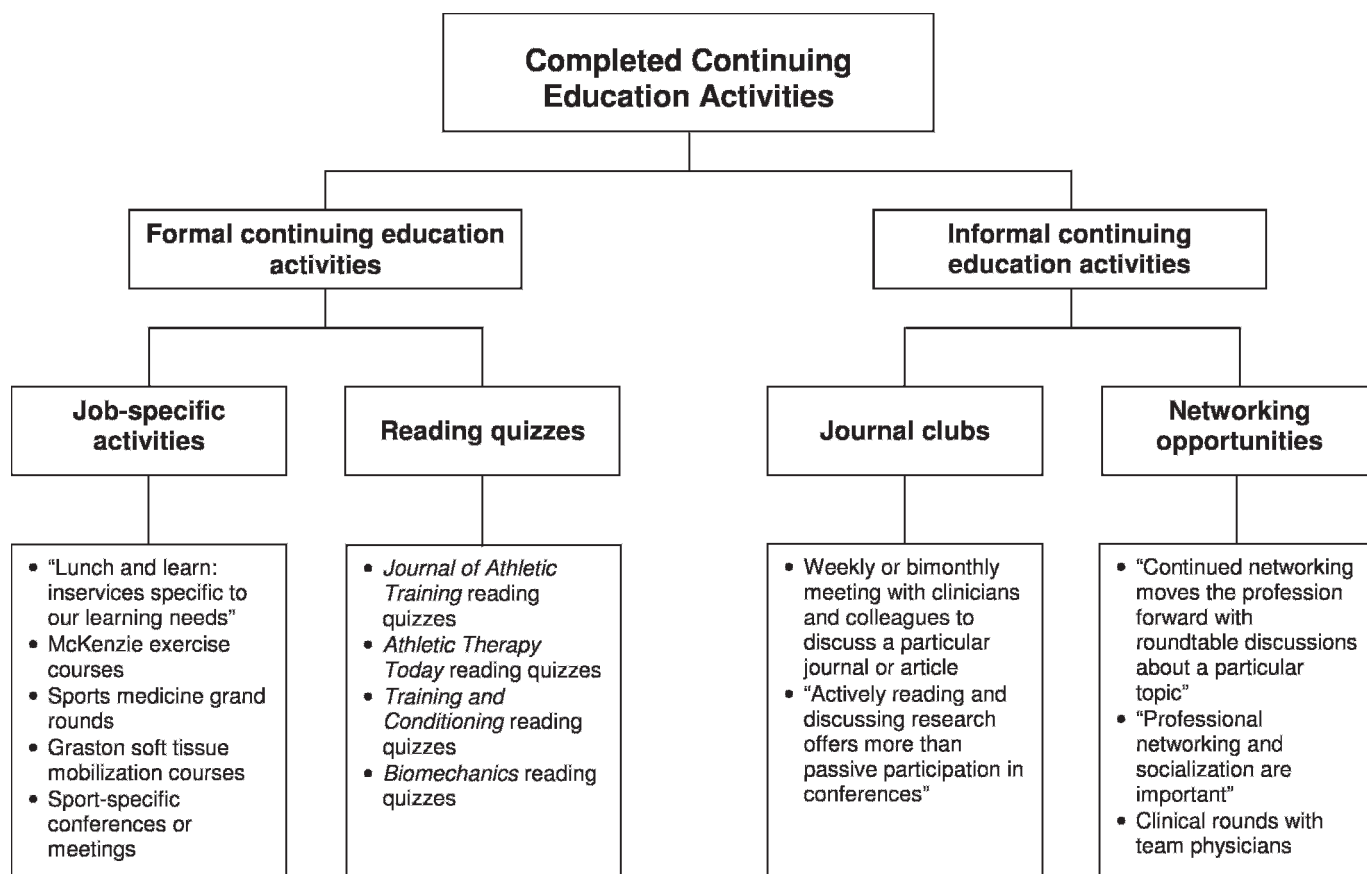 Completed Continuing
Education Activities
Formal continuing education
activities
Informal continuing
education activities
Job-specific
activities
Reading quizzes
Journal clubs
Networking
opportunities
• “Lunch and learn:
inservices specific to
our learning needs”
• McKenzie exercise
courses
• Sports medicine grand
rounds
• Graston soft tissue
mobilization courses
• Sport-specific
conferences or
meetings
• Journal of Athletic
Training reading
quizzes
• Athletic Therapy
Today reading quizzes
• Training and
Conditioning reading
quizzes
• Biomechanics reading
quizzes
• Weekly or bimonthly
meeting with clinicians
and colleagues to
discuss a particular
journal or article
• “Actively reading and
discussing research
offers more than
passive participation in
conferences”
• “Continued networking
moves the profession
forward with
roundtable discussions
about a particular
topic”
• “Professional
networking and
socialization are
important”
• Clinical rounds with
team physicians